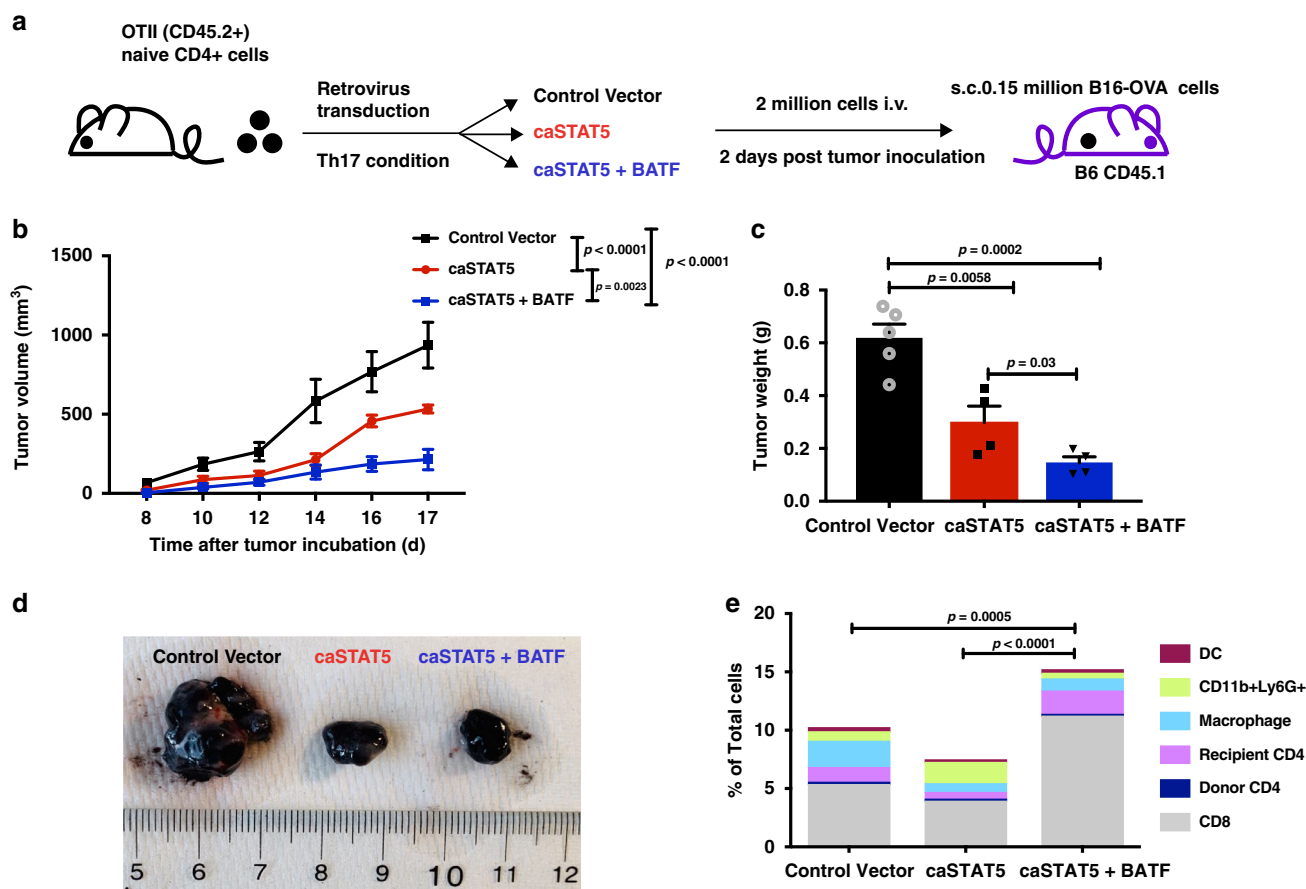 a
OTII (CD45.2+)
naive CD4+ cells
Retrovirus
transduction
Th17 condition
Control Vector
caSTAT5
caSTAT5 + BATF
2 million cells i.v.
2 days post tumor inoculation
s.c.0.15 million B16-OVA cells
B6 CD45.1
b
Tumor volume (mm³)
1500
1000
500
0
8 10 12 14 16 17
Time after tumor incubation (d)
Control Vector
caSTAT5
caSTAT5 + BATF
p < 0.0001
p = 0.0023
p < 0.0001
c
Tumor weight (g)
0.8
0.6
0.4
0.2
0.0
p = 0.0002
p = 0.0058
p = 0.03
Control Vector caSTAT5 caSTAT5 + BATF
d
Control Vector caSTAT5 caSTAT5 + BATF
5 6 7 8 9 10 11 12
e
% of Total cells
20
15
10
5
0
p = 0.0005
p < 0.0001
Control Vector caSTAT5 caSTAT5 + BATF
DC
CD11b+Ly6G+
Macrophage
Recipient CD4
Donor CD4
CD8